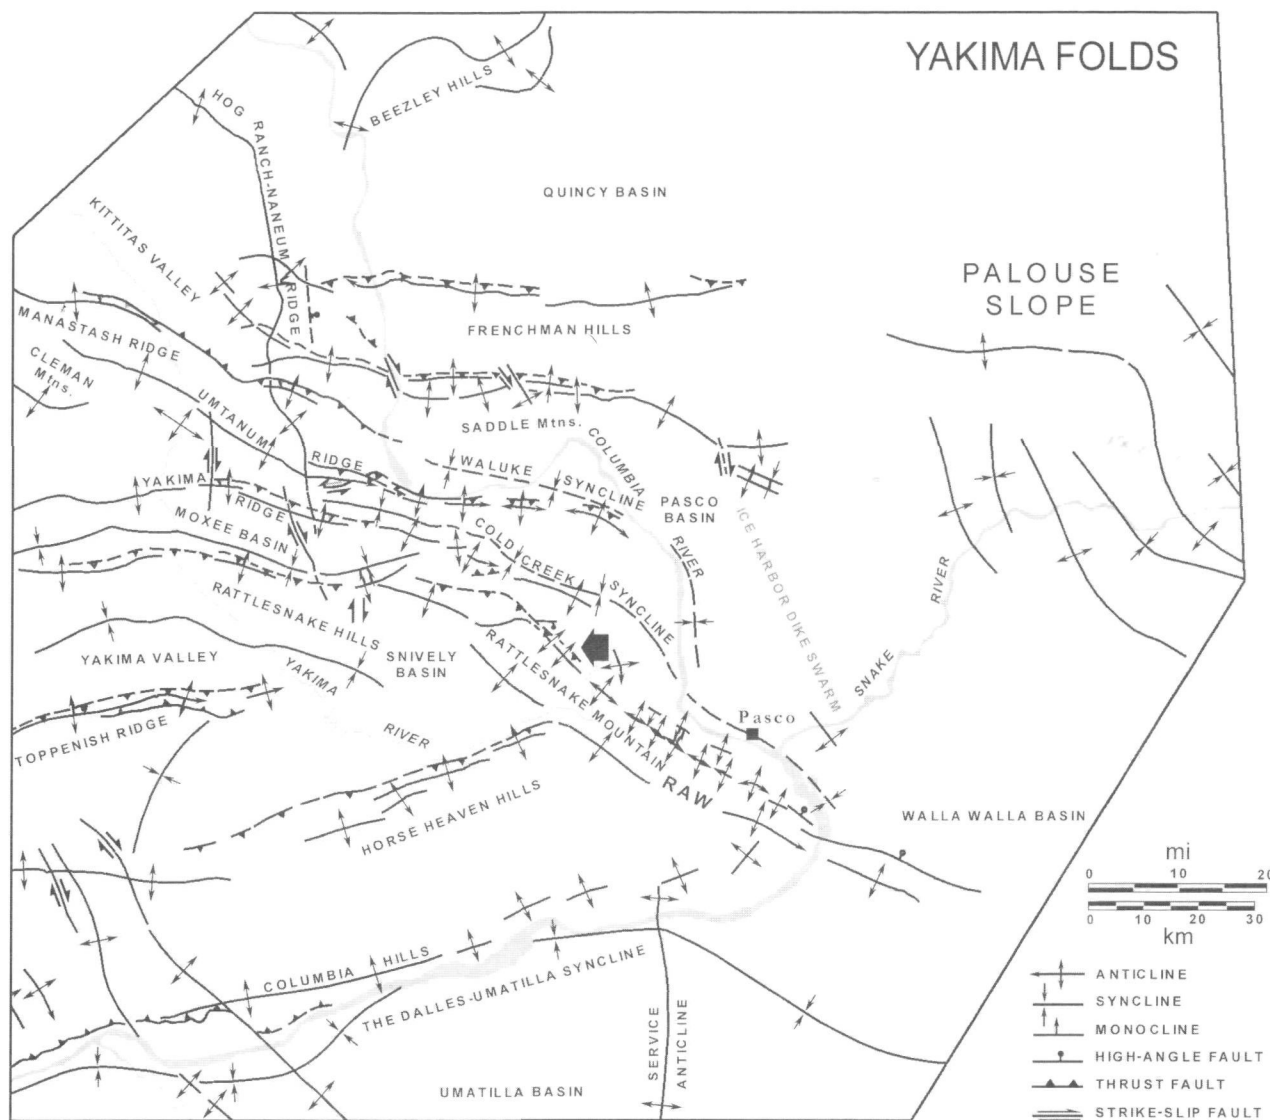 YAKIMA FOLDS
BEEZLEY HILLS
HOG
RANCH-NANEUM
RIDGE
QUINCY BASIN
KITTITAS VALLEY
PALOUSE
SLOPE
MANASTASH RIDGE
FRENCHMAN HILLS
CLEMAN
Mtns.
UMTANUM
RIDGE
SADDLE Mtns.
COLUMBIA
RIVER
WALUKE
SYNCLINE
YAKIMA
RIDGE
PASCO
BASIN
MOXEE BASIN
COLD CREEK
SYNCLINE
ICE HARBOR DIKE SWARM
RATTLESNAKE HILLS
SNAKE
RIVER
YAKIMA VALLEY
YAKIMA
RIVER
SNIVELY
BASIN
RATTLESNAKE MOUNTAIN
Pasco
TOPPENISH RIDGE
RAW
HORSE HEAVEN HILLS
WALLA WALLA BASIN
mi
0 10 20
0 5 10 15 20 25 30
km
COLUMBIA HILLS
THE DALLES-UMATILLA SYNCLINE
SERVICE
ANTICLINE
UMATILLA BASIN
ANTICLINE
SYNCLINE
MONOCLINE
HIGH-ANGLE FAULT
THRUST FAULT
STRIKE-SLIP FAULT